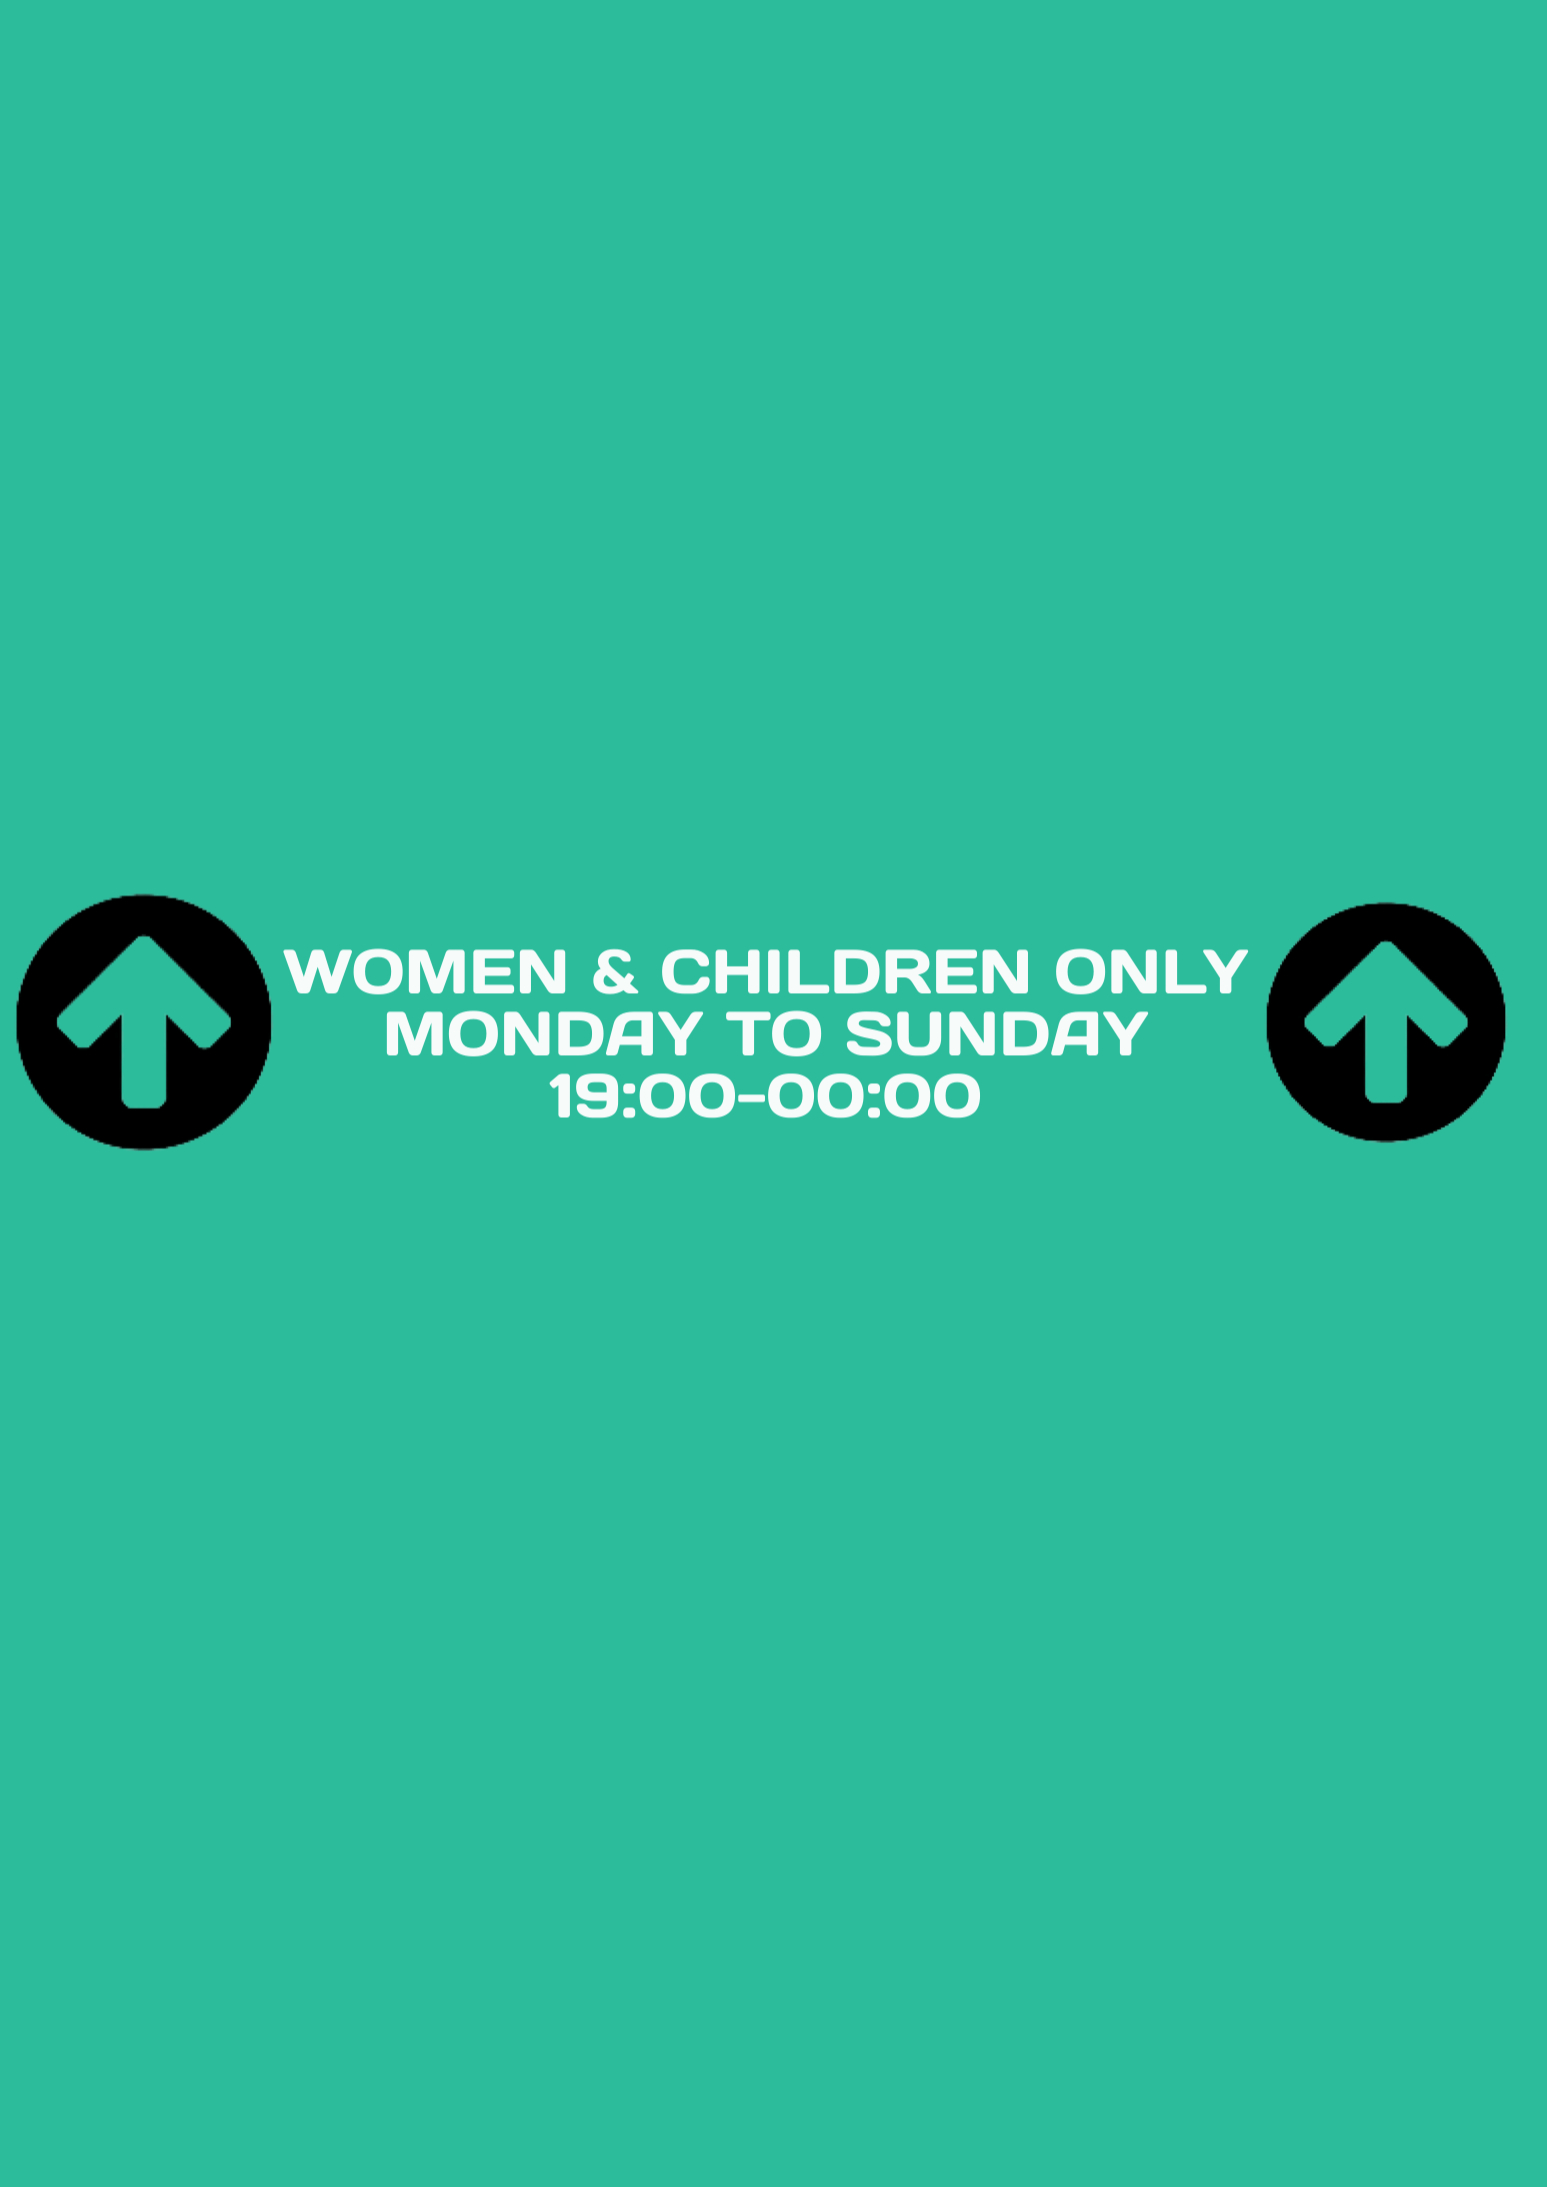 WOMEN & CHILDREN ONLY
MONDAY TO SUNDAY
19:00-00:00